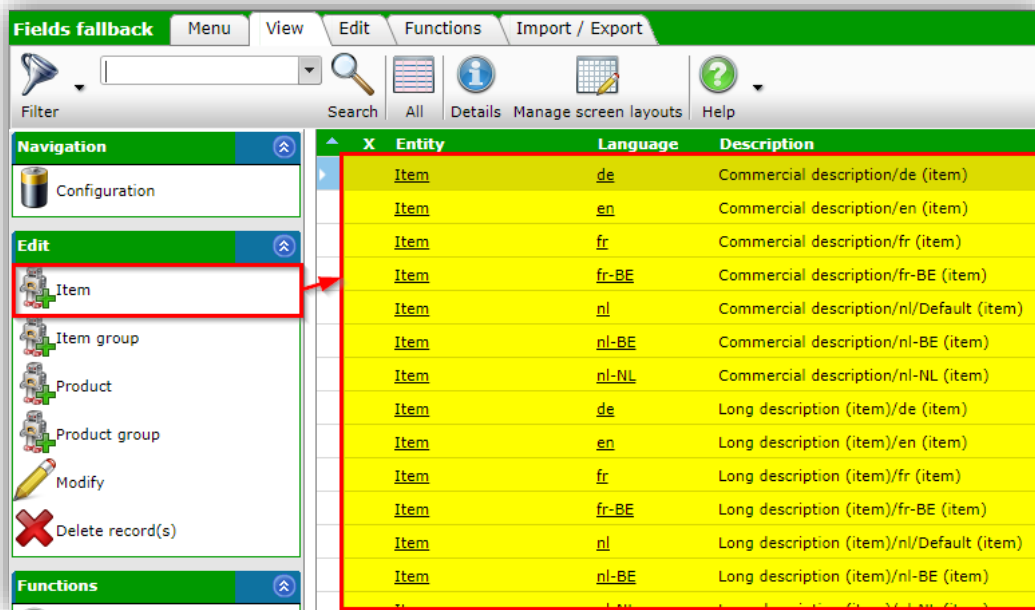 Fields fallback Menu View Edit Functions Import / Export
Filter Search All Details Manage screen layouts Help
Navigation
Configuration
Edit
Item
Item group
Product
Product group
Modify
Delete record(s)
Functions
X Entity Language Description
Item de Commercial description/de (item)
Item en Commercial description/en (item)
Item fr Commercial description/fr (item)
Item fr-BE Commercial description/fr-BE (item)
Item nl Commercial description/nl/Default (item)
Item nl-BE Commercial description/nl-BE (item)
Item nl-NL Commercial description/nl-NL (item)
Item de Long description (item)/de (item)
Item en Long description (item)/en (item)
Item fr Long description (item)/fr (item)
Item fr-BE Long description (item)/fr-BE (item)
Item nl Long description (item)/nl/Default (item)
Item nl-BE Long description (item)/nl-BE (item)